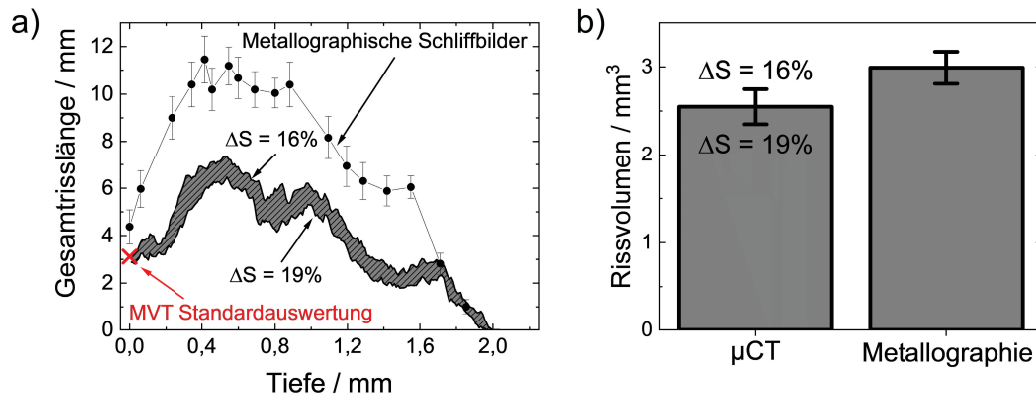 a)
Gesamtrisslänge / mm
12
10
8
6
4
2
0
Metallographische Schliffbilder
ΔS = 16%
ΔS = 19%
MVT Standardauswertung
0,0 0,4 0,8 1,2 1,6 2,0
Tiefe / mm
b)
Rissvolumen / mm³
3
2
1
0
ΔS = 16%
ΔS = 19%
µCT Metallographie